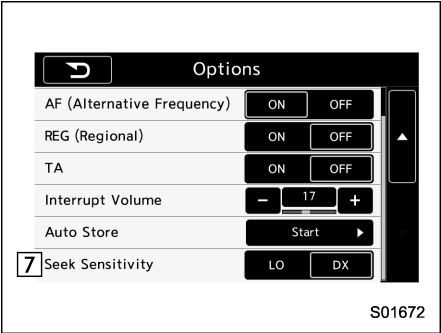 Options
AF (Alternative Frequency) ON OFF
REG (Regional) ON OFF
TA ON OFF
Interrupt Volume − 17 +
Auto Store Start
7 Seek Sensitivity LO DX
S01672